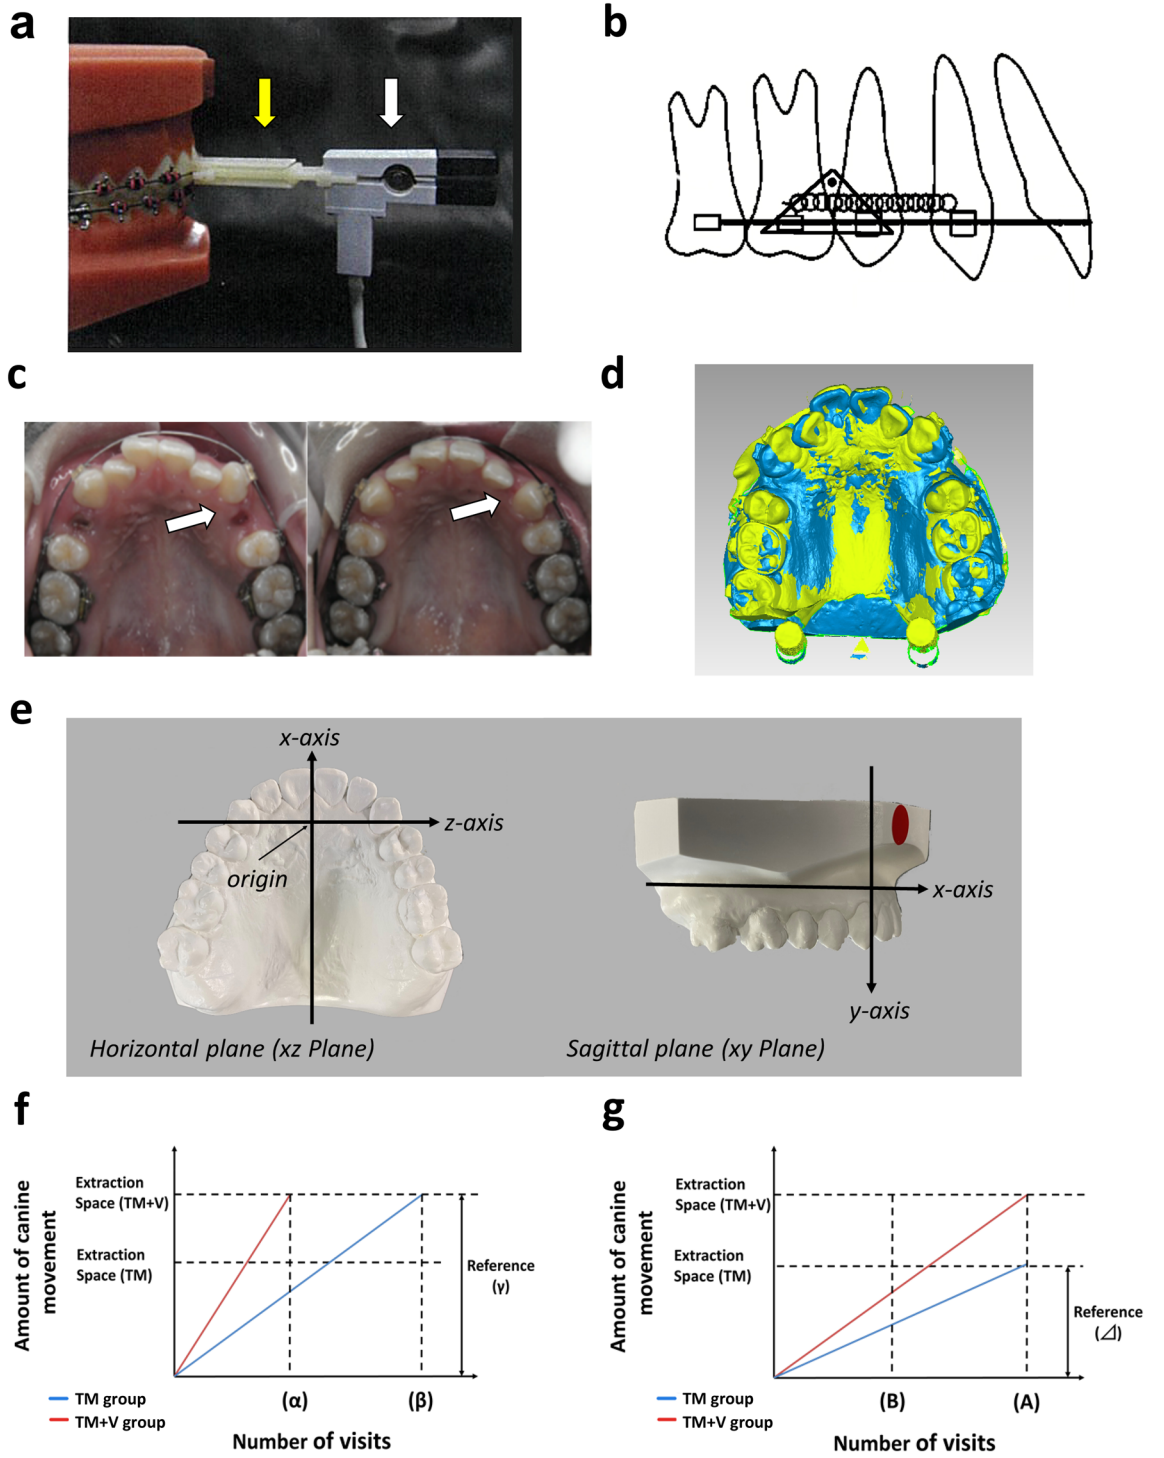 a
b
c
d
e
x-axis
z-axis
origin
x-axis
y-axis
Horizontal plane (xz Plane)
Sagittal plane (xy Plane)
f
g
Amount of canine
movement
Extraction
Space (TM+V)
Extraction
Space (TM)
Reference
(γ)
(α)
(β)
TM group
TM+V group
Number of visits
Amount of canine
movement
Extraction
Space (TM+V)
Extraction
Space (TM)
Reference
(⊿)
(B)
(A)
TM group
TM+V group
Number of visits